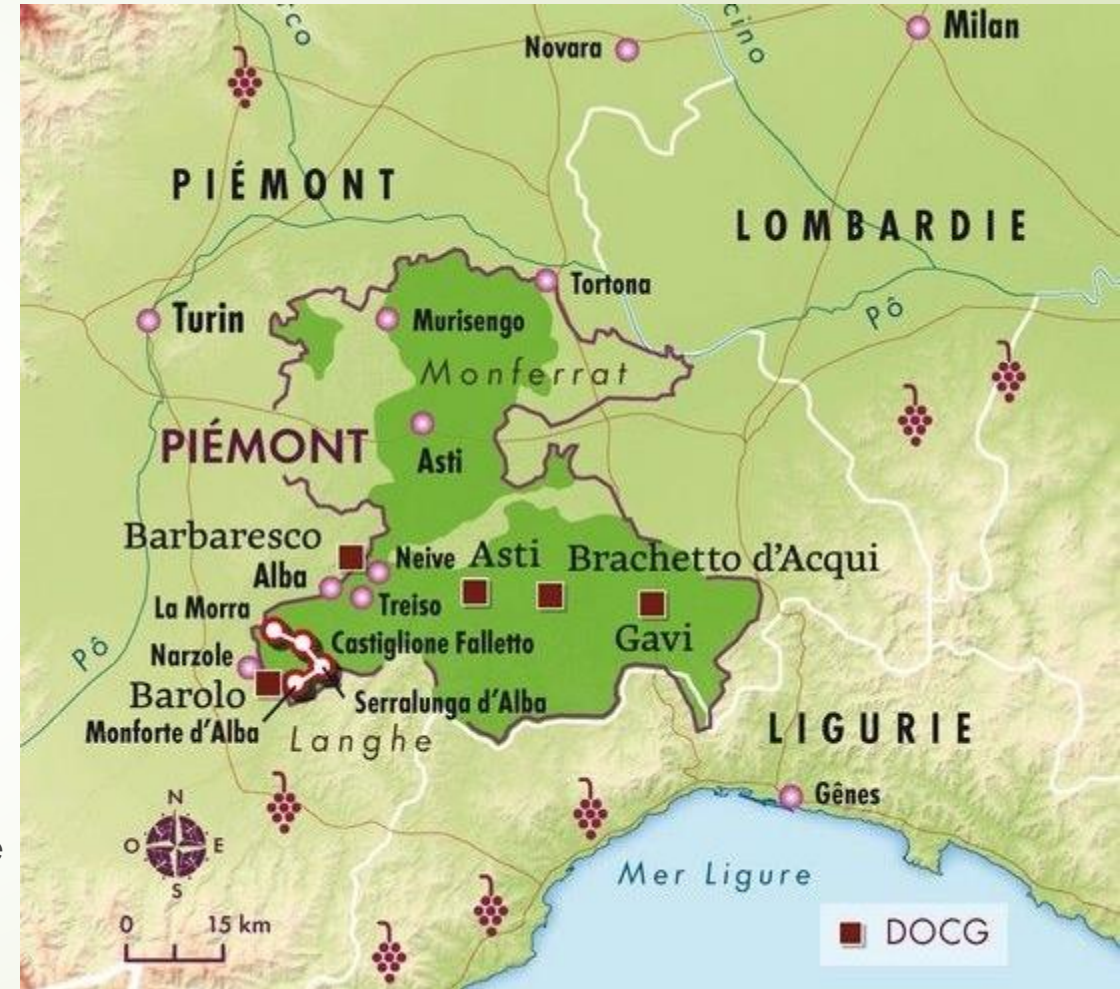 Milan
Novara
PIÉMONT
LOMBARDIE
Tortona
Pô
Turin
Murisengo
Monferrat
PIÉMONT
Asti
Barbaresco
Neive
Asti
Brachetto d'Acqui
Alba
Treiso
La Morra
Castiglione Falletto
Gavi
Narzole
Pô
Barolo
Serralunga d'Alba
Monforte d'Alba
Langhe
LIGURIE
Gênes
N
O
E
S
Mer Ligure
0
15 km
DOCG